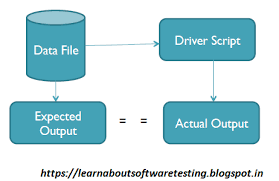 Data File
Driver Script
Expected
Output
= =
Actual Output
https://learnaboutsoftwaretesting.blogspot.in